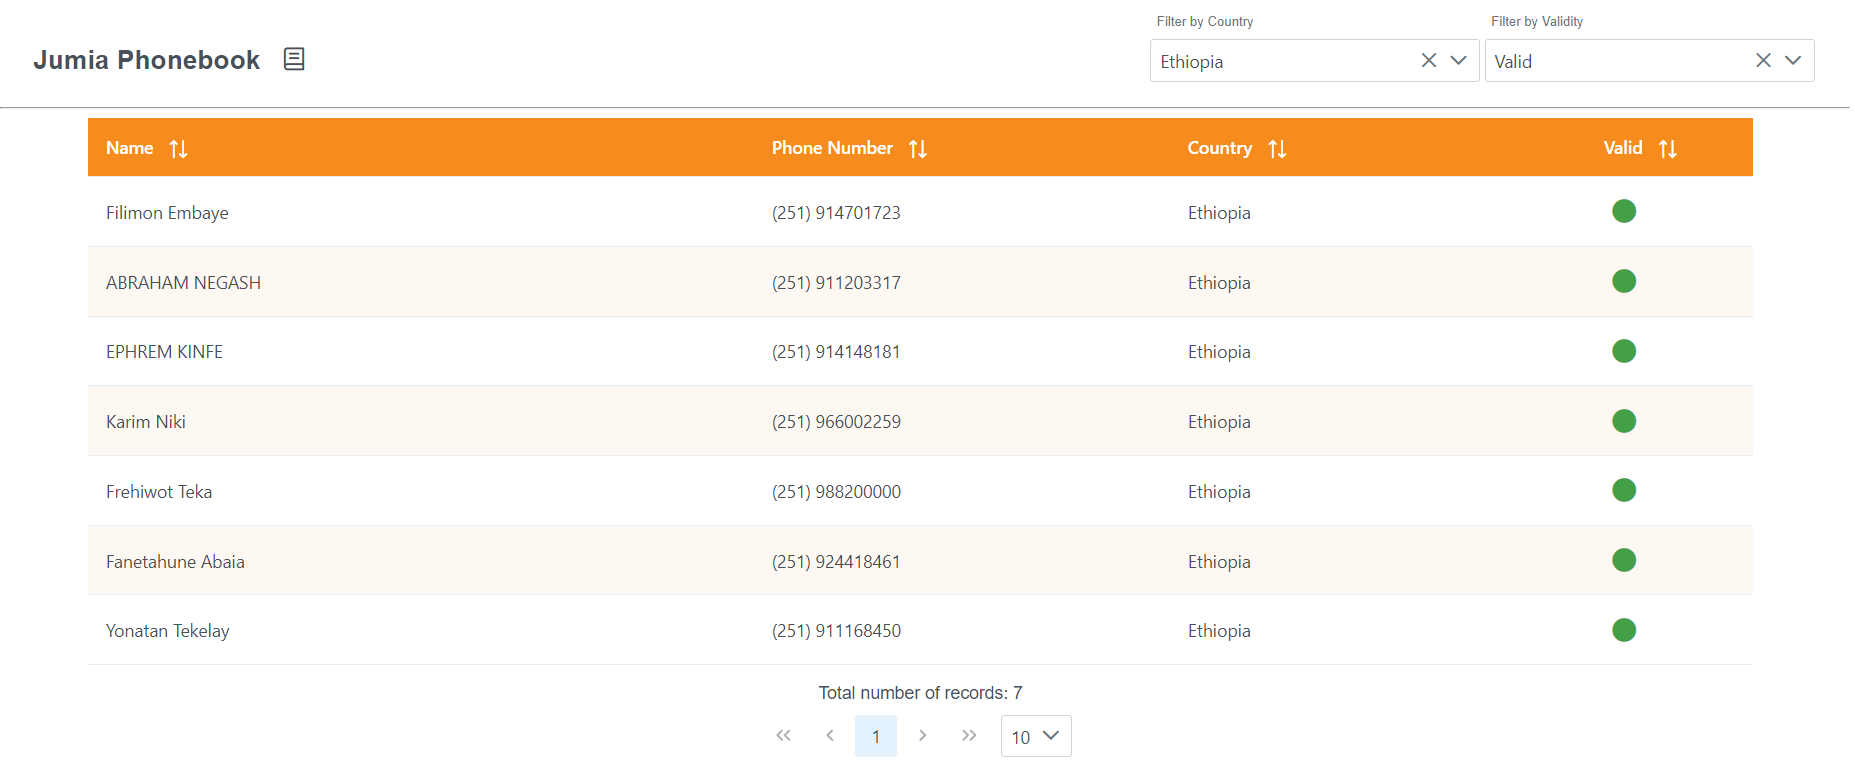 Filter by Country Filter by Validity
Jumia Phonebook
Ethiopia Valid
Name Phone Number Country Valid
Filimon Embaye (251) 914701723 Ethiopia
ABRAHAM NEGASH (251) 911203317 Ethiopia
EPHREM KINFE (251) 914148181 Ethiopia
Karim Niki (251) 966002259 Ethiopia
Frehiwot Teka (251) 988200000 Ethiopia
Fanetahune Abaia (251) 924418461 Ethiopia
Yonatan Tekelay (251) 911168450 Ethiopia
Total number of records: 7
1 10